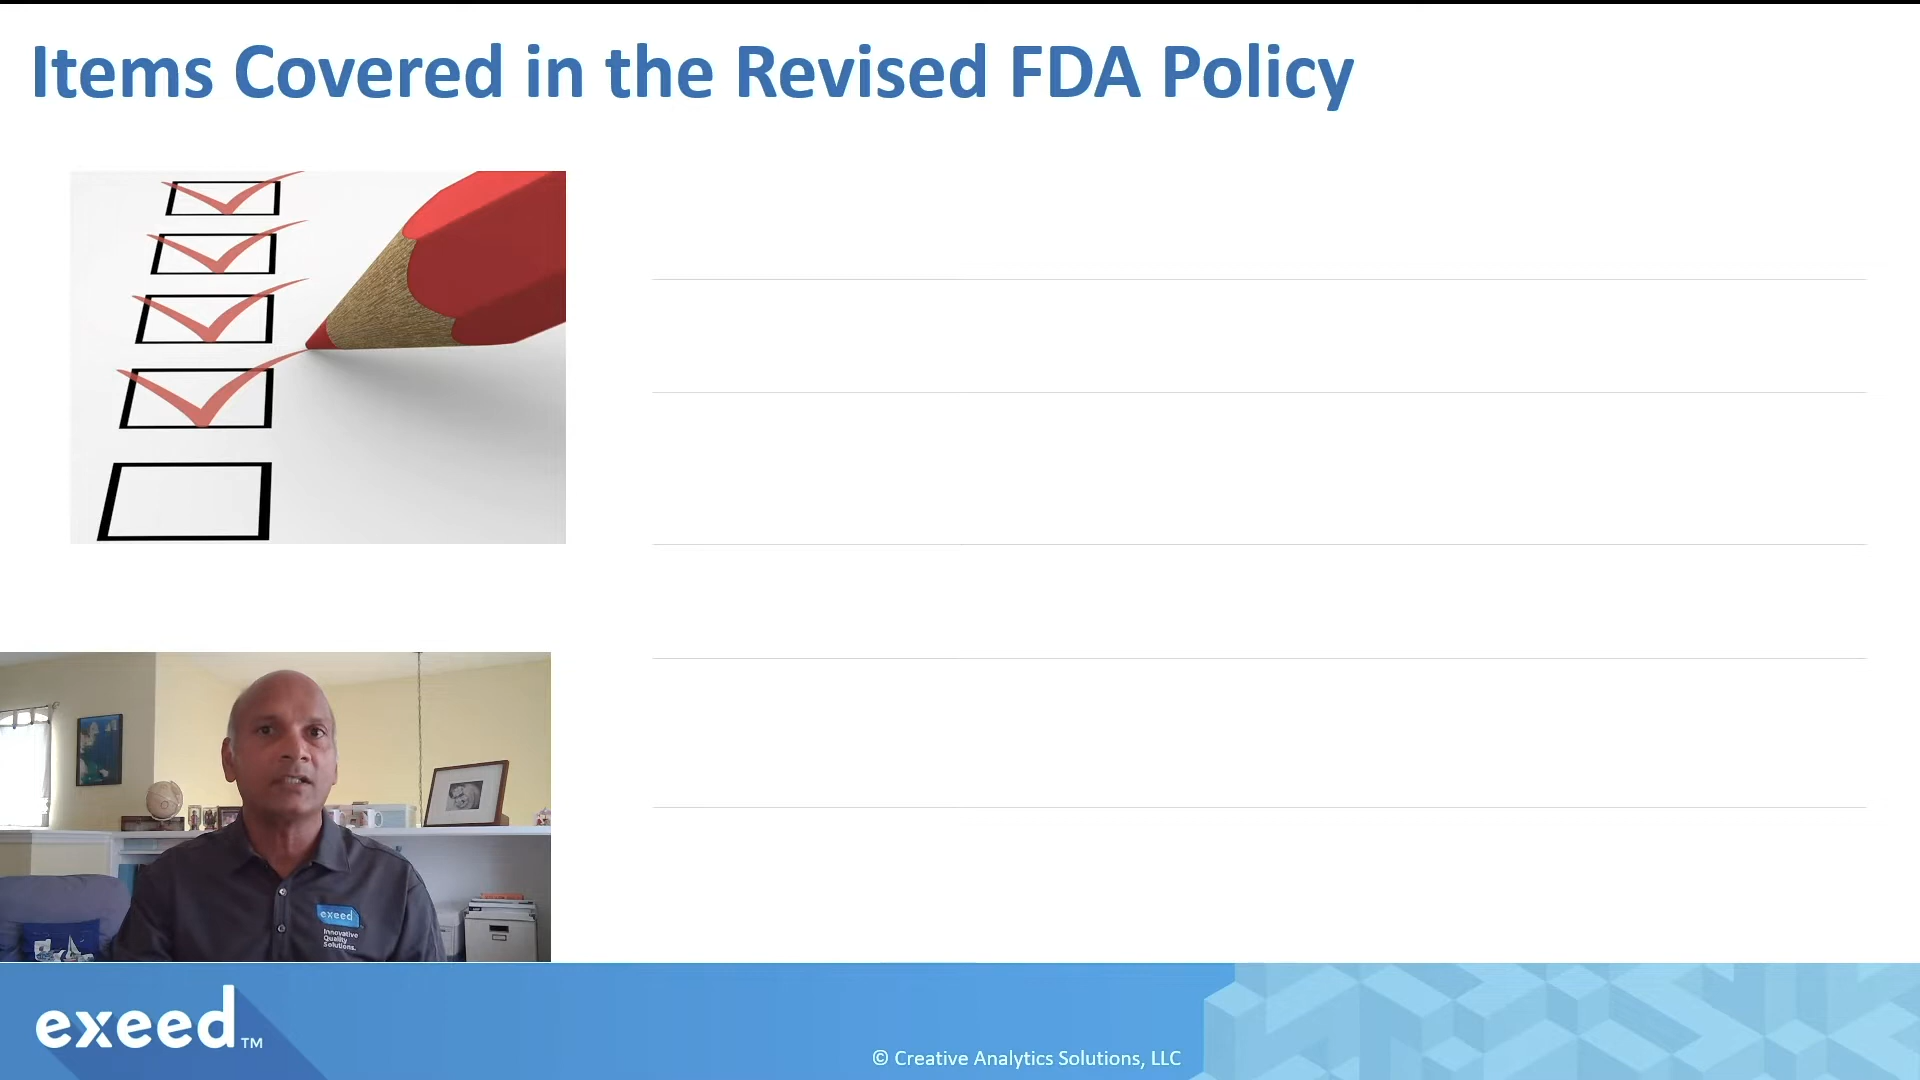 Items Covered in the Revised FDA Policy
exeed
Innovative
Quality
Solutions.
exeed™
© Creative Analytics Solutions, LLC